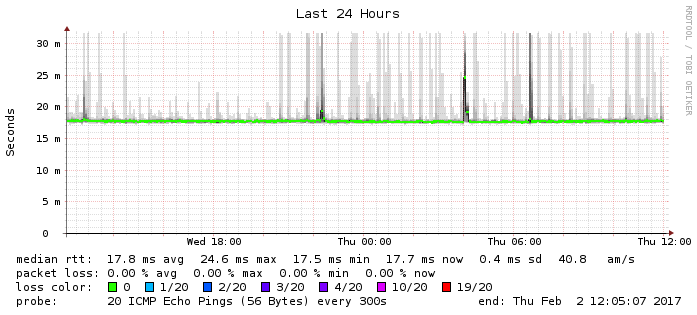 Last 24 Hours
RRDTOOL / TOBI OETIKER
Seconds
30 m
25 m
20 m
15 m
10 m
5 m
0
Wed 18:00 Thu 00:00 Thu 06:00 Thu 12:00
median rtt: 17.8 ms avg 24.6 ms max 17.5 ms min 17.7 ms now 0.4 ms sd 40.8 am/s
packet loss: 0.00 % avg 0.00 % max 0.00 % min 0.00 % now
loss color: 0 1/20 2/20 3/20 4/20 10/20 19/20
probe: 20 ICMP Echo Pings (56 Bytes) every 300s end: Thu Feb 2 12:05:07 2017